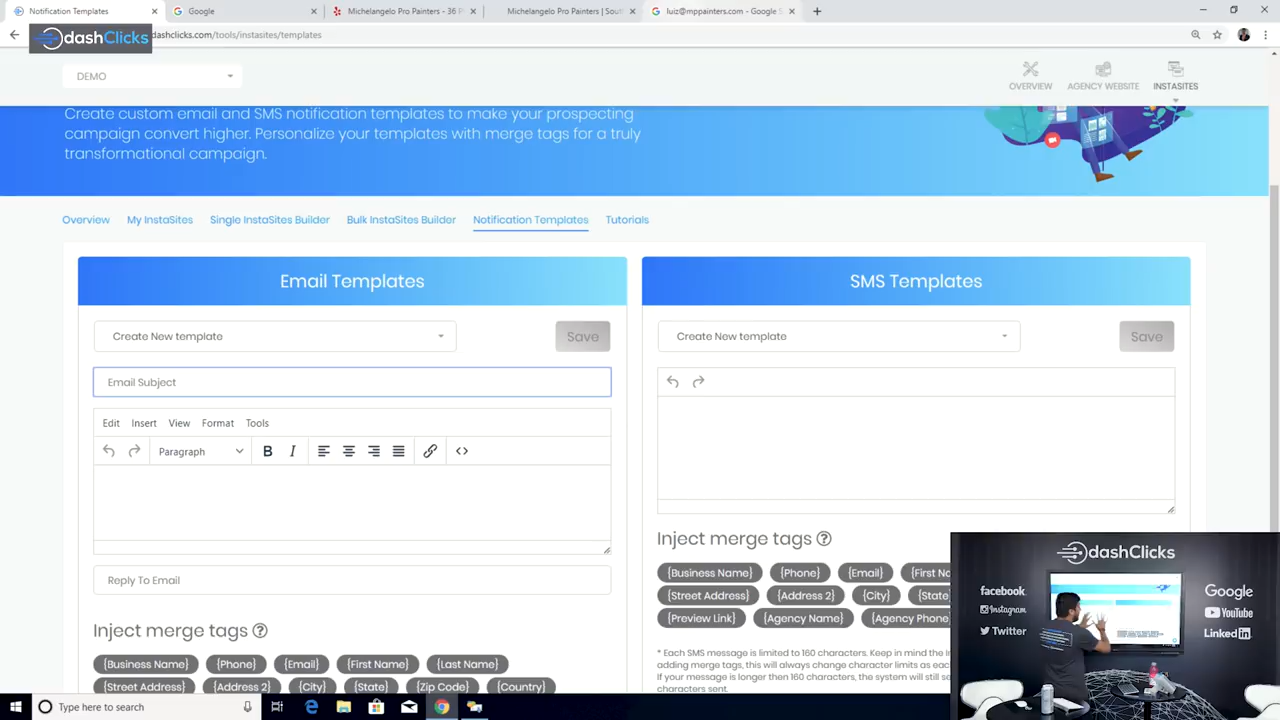 Notification Templates
Google
Michelangelo Pro Painters - 36 P
Michelangelo Pro Painters | Sout
luiz@mppainters.com - Google S
dashClicks
dashclicks.com/tools/instasites/templates
DEMO
OVERVIEW
AGENCY WEBSITE
INSTASITES
Create custom email and SMS notification templates to make your prospecting
campaign convert higher. Personalize your templates with merge tags for a truly
transformational campaign.
Overview
My InstaSites
Single InstaSites Builder
Bulk InstaSites Builder
Notification Templates
Tutorials
Email Templates
Create New template
Save
Email Subject
Edit Insert View Format Tools
Paragraph
B I
Reply To Email
Inject merge tags
{Business Name} {Phone} {Email} {First Name} {Last Name}
{Street Address} {Address 2} {City} {State} {Zip Code} {Country}
SMS Templates
Create New template
Save
Inject merge tags
{Business Name} {Phone} {Email} {First No
{Street Address} {Address 2} {City} {State
{Preview Link} {Agency Name} {Agency Phone
* Each SMS message is limited to 160 characters. Keep in mind the
adding merge tags, this will always change character limits as eac
If your message is longer then 160 characters, the system will still se
characters sent.
dashClicks
facebook
Instagram
Twitter
Google
YouTube
LinkedIn
Type here to search